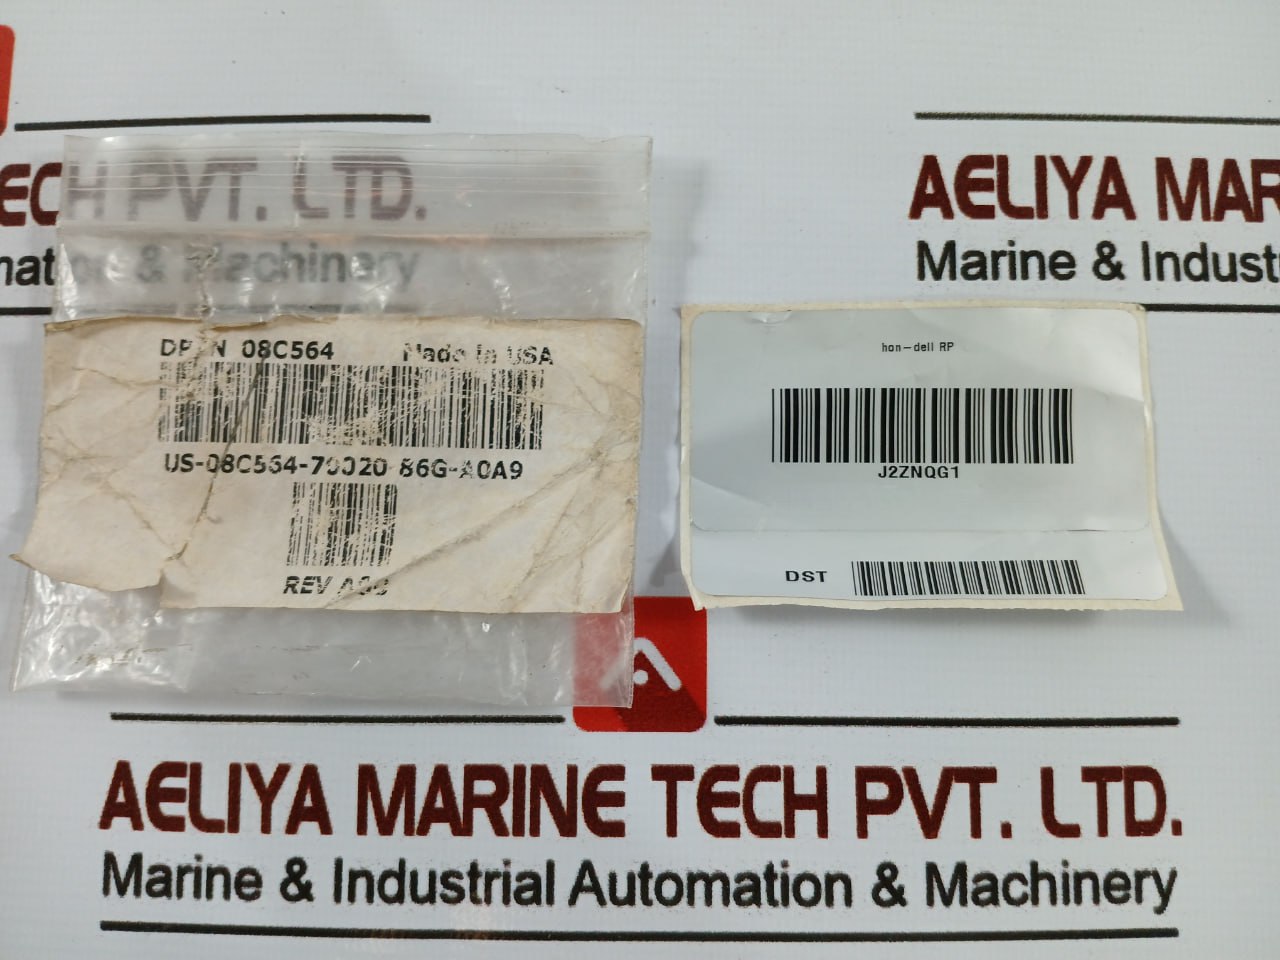 ECH PVT. LTD.
& Machinery
AELIYA MAR
Marine & Indust
08C564 Made In USA
US-08C564-70020 86G-A0A9
REV
hon-dell RP
J2ZNQG1
DST
AELIYA MARINE TECH PVT. LTD.
Marine & Industrial Automation & Machinery